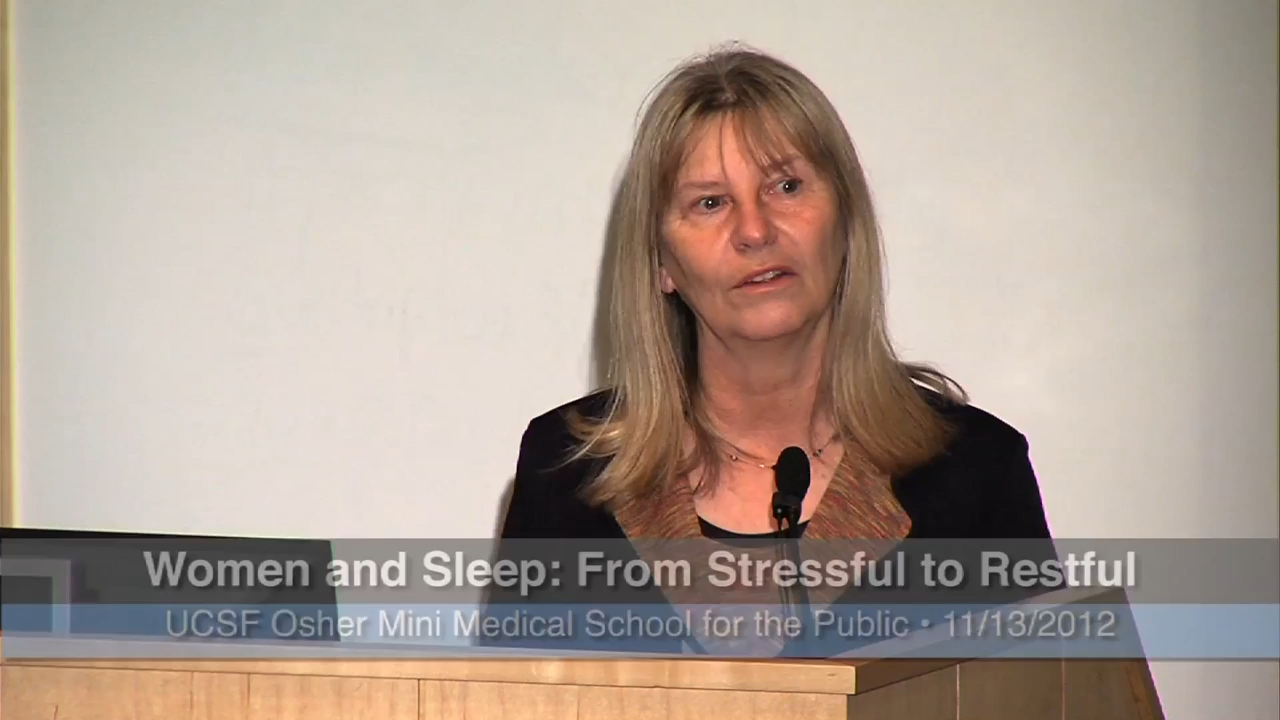 Women and Sleep: From Stressful to Restful
UCSF Osher Mini Medical School for the Public • 11/13/2012